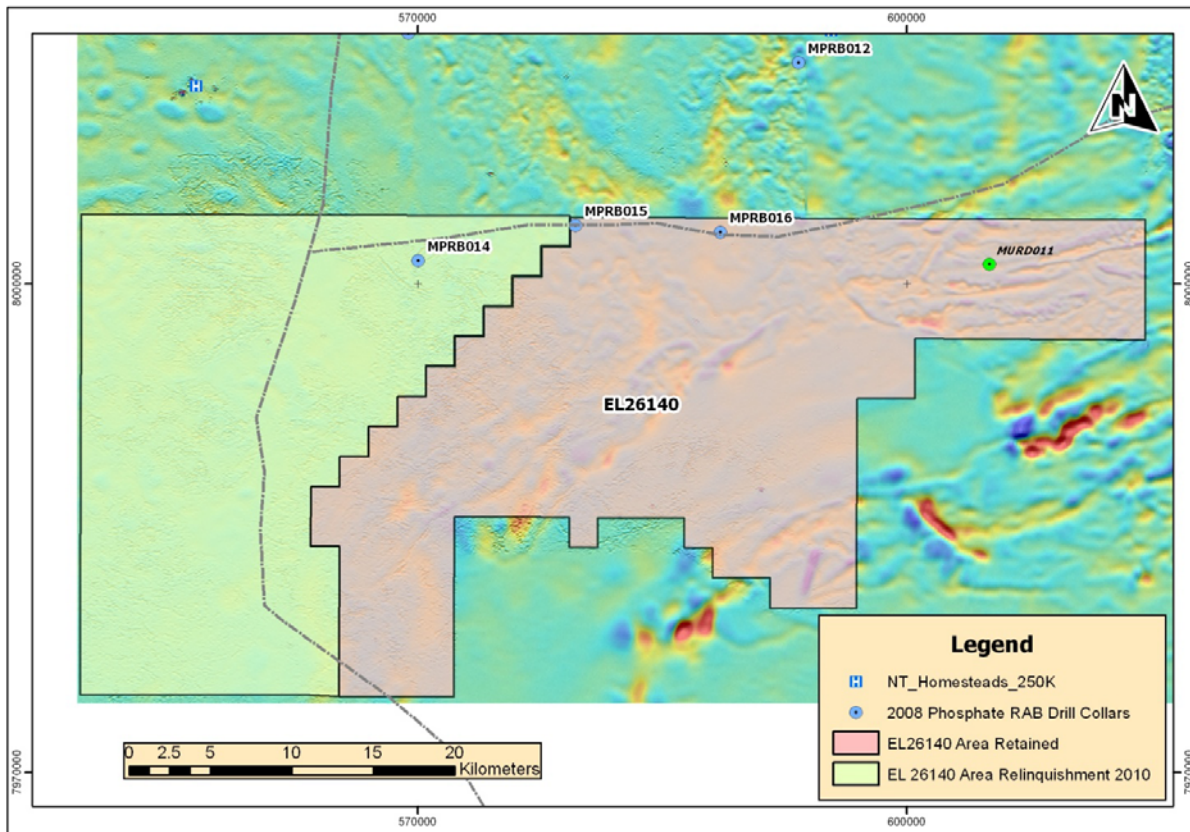 570000
600000
MPRB012
H
N
MPRB015
MPRB016
MPRB014
MURD011
8000000
8000000
EL26140
Legend
H NT_Homesteads_250K
2008 Phosphate RAB Drill Collars
EL26140 Area Retained
EL 26140 Area Relinquishment 2010
0 2.5 5 10 15 20
Kilometers
7970000
7970000
570000
600000